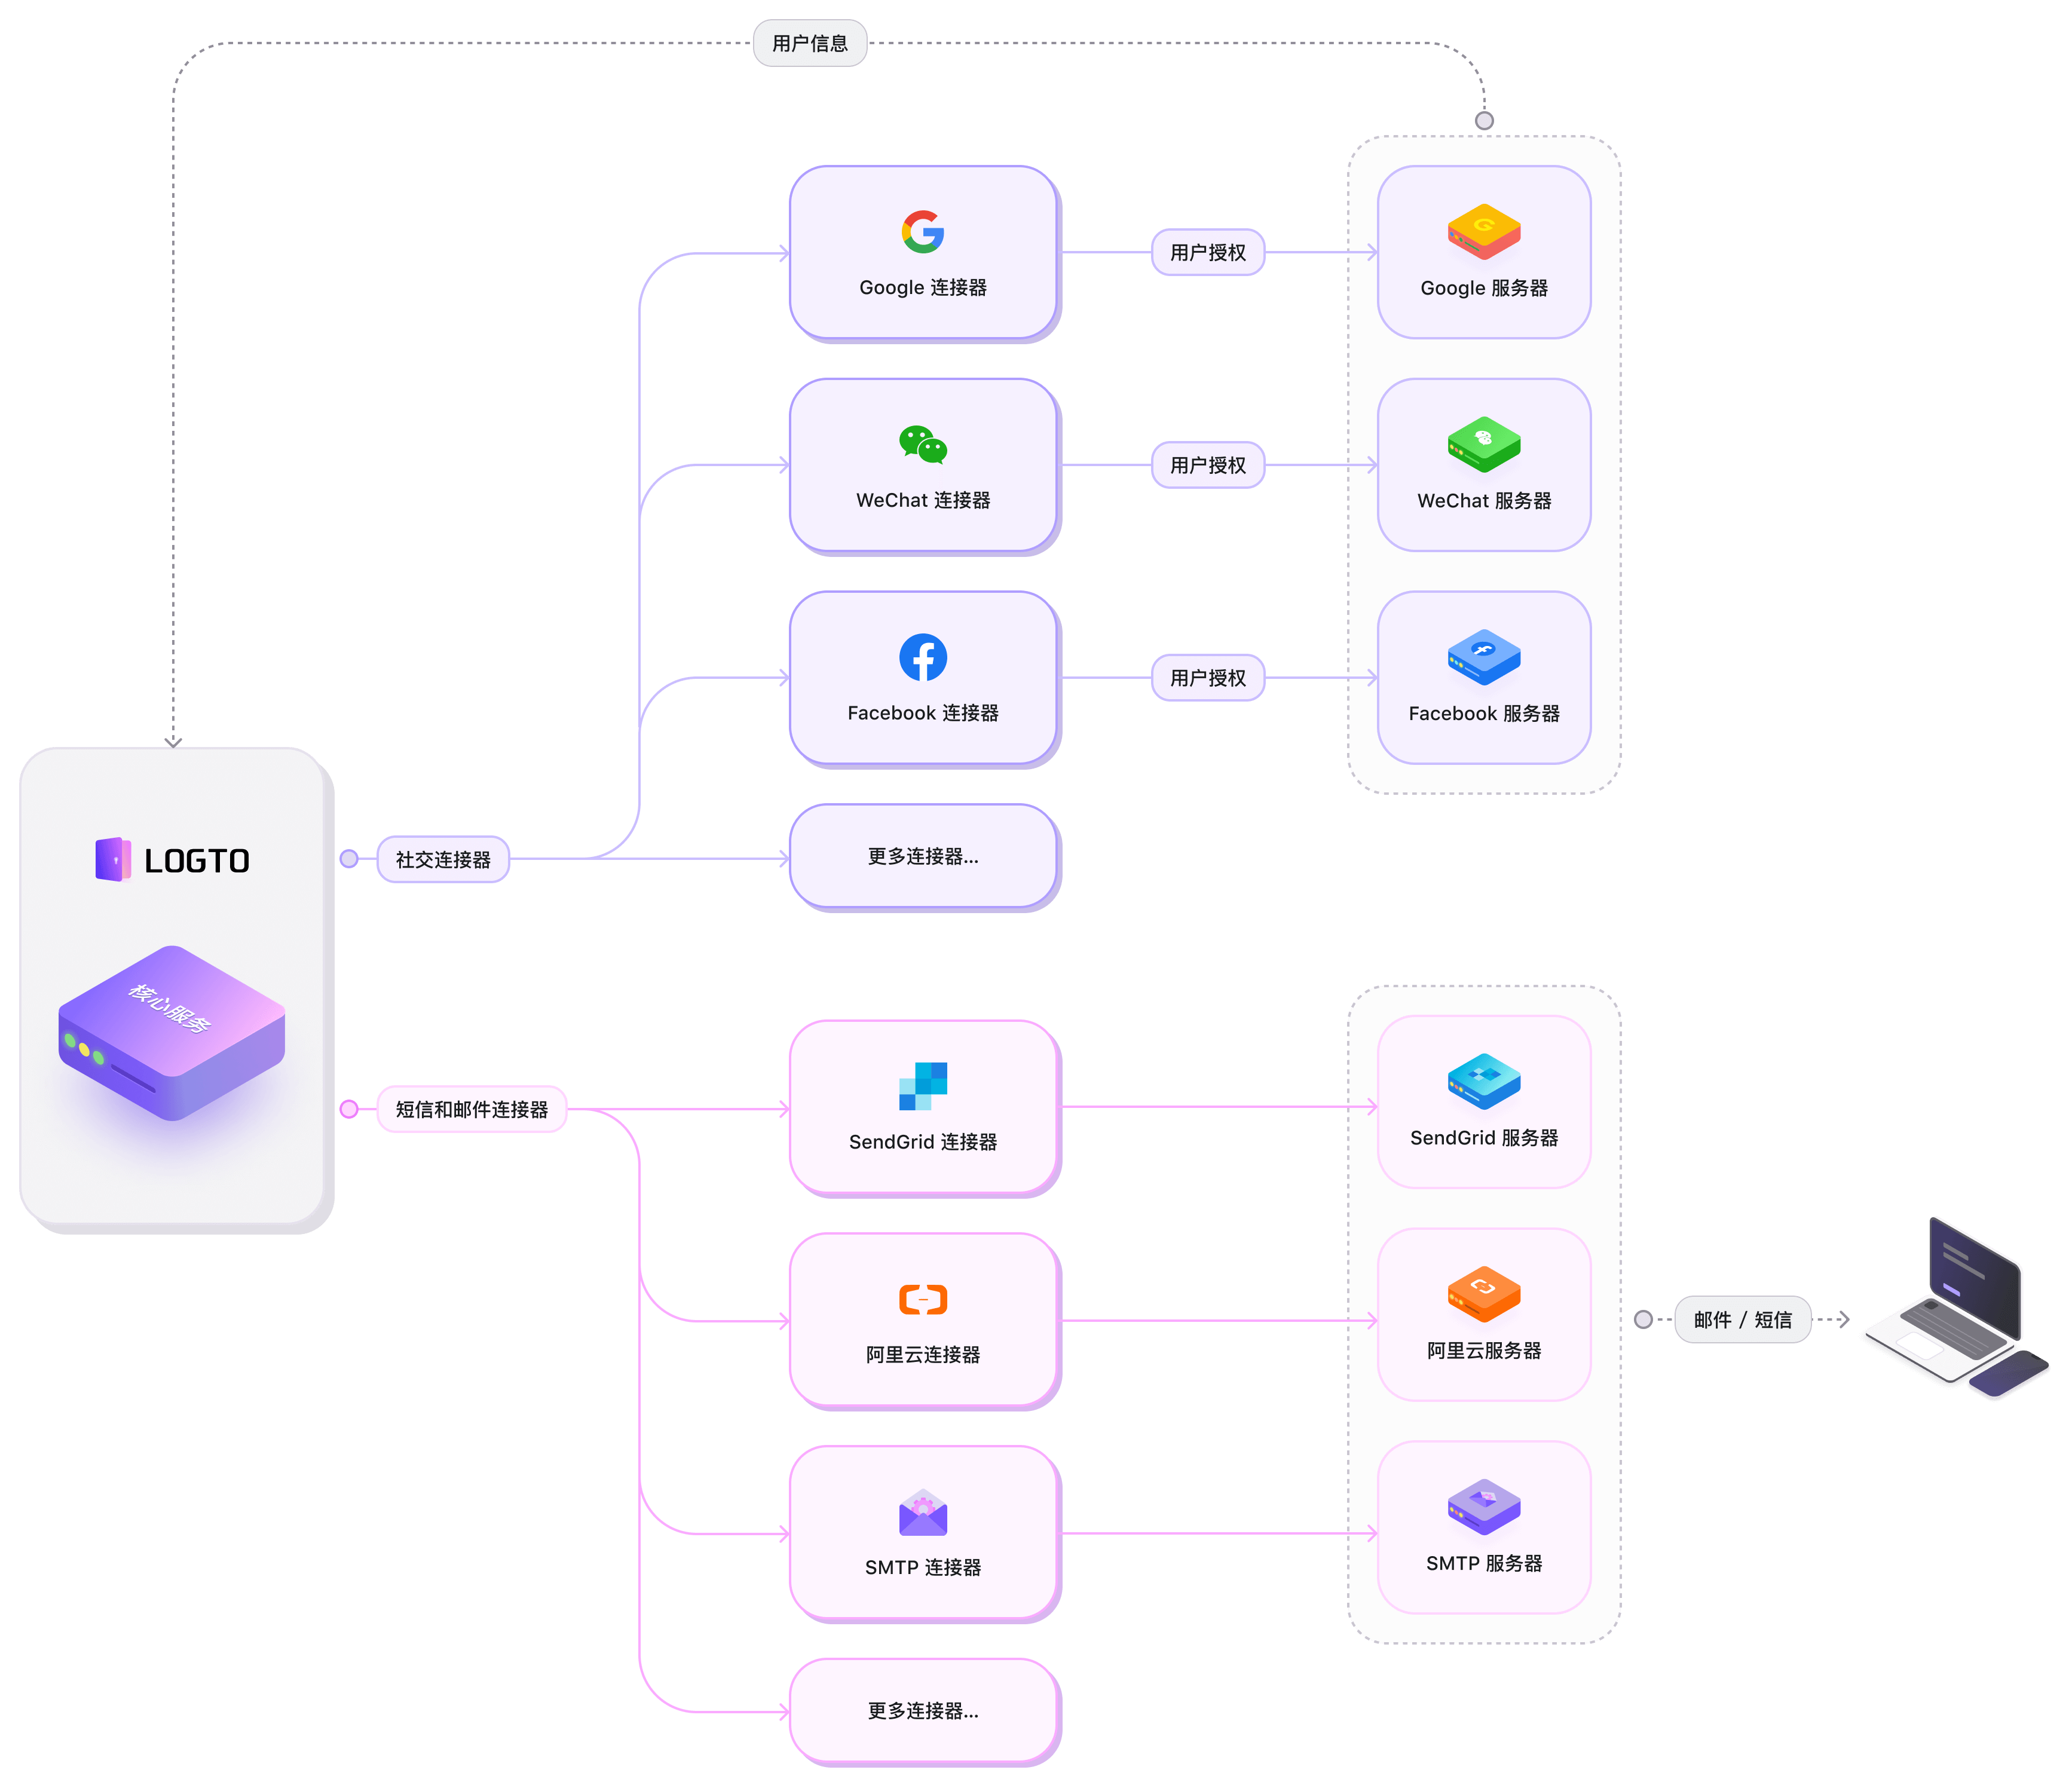 用户信息
Google 连接器
用户授权
Google 服务器
WeChat 连接器
用户授权
WeChat 服务器
Facebook 连接器
用户授权
Facebook 服务器
LOGTO
社交连接器
更多连接器...
核心服务
短信和邮件连接器
SendGrid 连接器
SendGrid 服务器
阿里云连接器
阿里云服务器
邮件 / 短信
SMTP 连接器
SMTP 服务器
更多连接器...